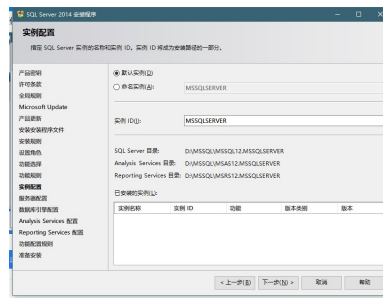 SQL Server 2014 安装程序
实例配置
指定 SQL Server 实例的名称和实例 ID。实例 ID 将成为安装路径的一部分。
产品密钥
许可条款
全局规则
Microsoft Update
产品更新
安装安装程序文件
安装规则
设置角色
功能选择
功能规则
实例配置
服务器配置
数据库引擎配置
Analysis Services 配置
Reporting Services 配置
功能配置规则
准备安装
默认实例(D)
命名实例(A): MSSQLSERVER
实例 ID(I): MSSQLSERVER
SQL Server 目录: D:\MSSQL\MSSQL12.MSSQLSERVER
Analysis Services 目录: D:\MSSQL\MSAS12.MSSQLSERVER
Reporting Services 目录: D:\MSSQL\MSRS12.MSSQLSERVER
已安装的实例(L):
实例名称 实例 ID 功能 版本类别 版本
< 上一步(B) 下一步(N) > 取消 帮助